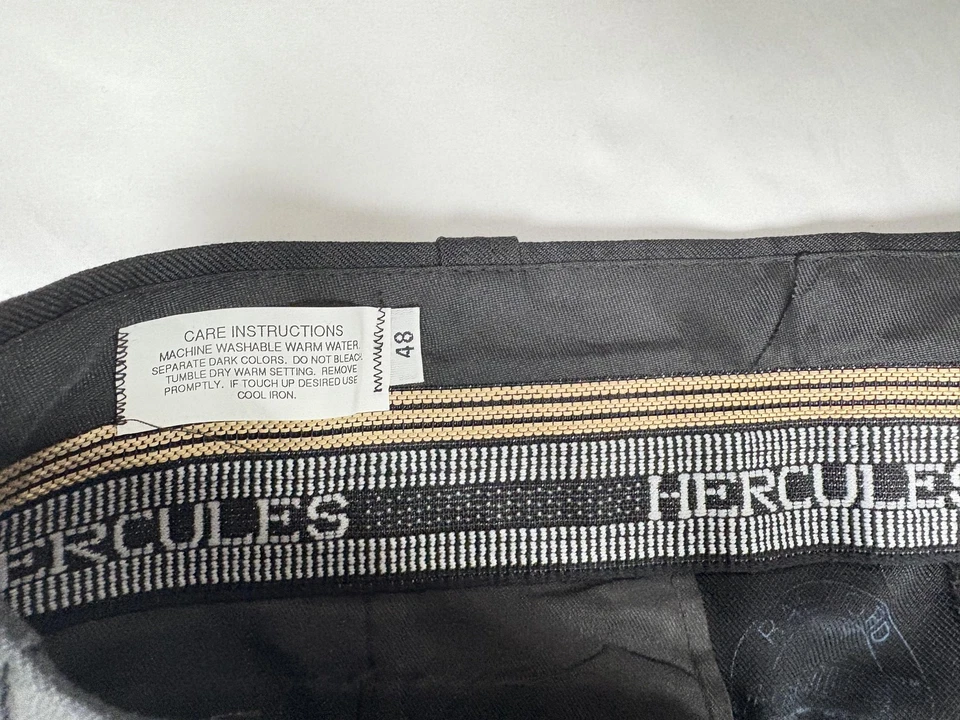 CARE INSTRUCTIONS
MACHINE WASHABLE WARM WATER.
SEPARATE DARK COLORS. DO NOT BLEACH
TUMBLE DRY WARM SETTING. REMOVE
PROMPTLY. IF TOUCH UP DESIRED USE
COOL IRON.
48
ERCULES
HERCULES